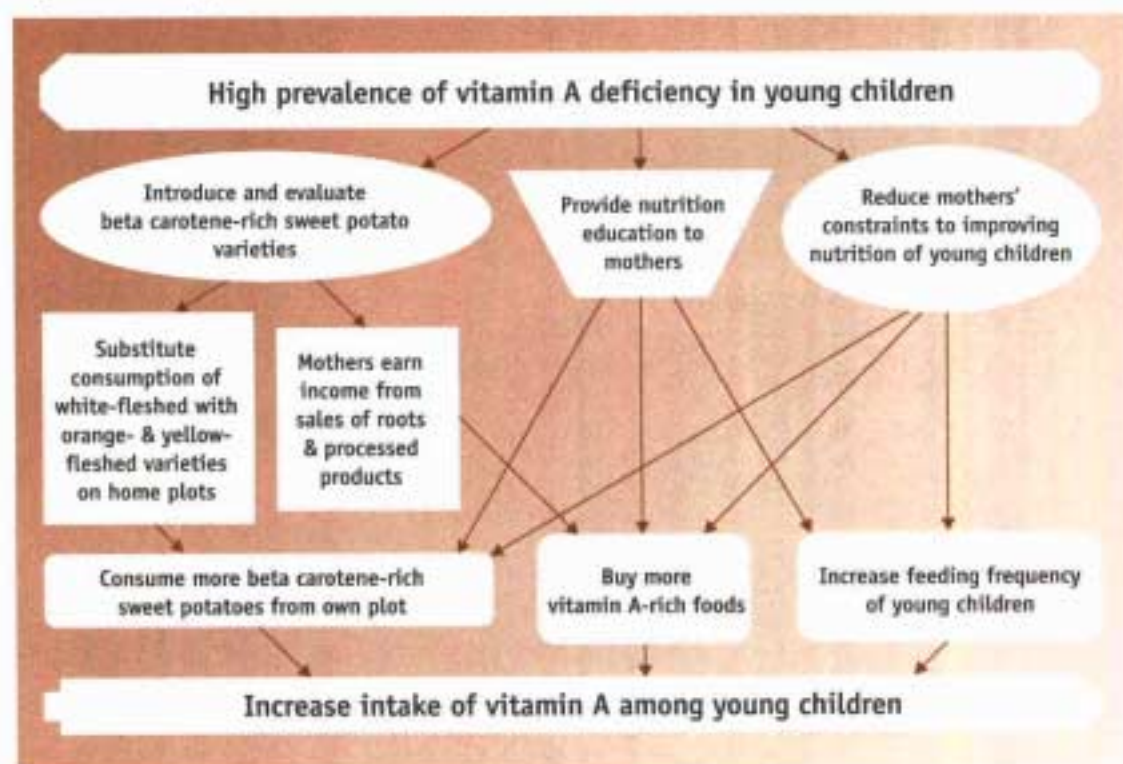 High prevalence of vitamin A deficiency in young children
Introduce and evaluate
beta carotene-rich sweet potato
varieties
Provide nutrition
education to
mothers
Reduce mothers'
constraints to improving
nutrition of young children
Substitute
consumption of
white-fleshed with
orange- & yellow-
fleshed varieties
on home plots
Mothers earn
income from
sales of roots
& processed
products
Consume more beta carotene-rich
sweet potatoes from own plot
Buy more
vitamin A-rich foods
Increase feeding frequency
of young children
Increase intake of vitamin A among young children